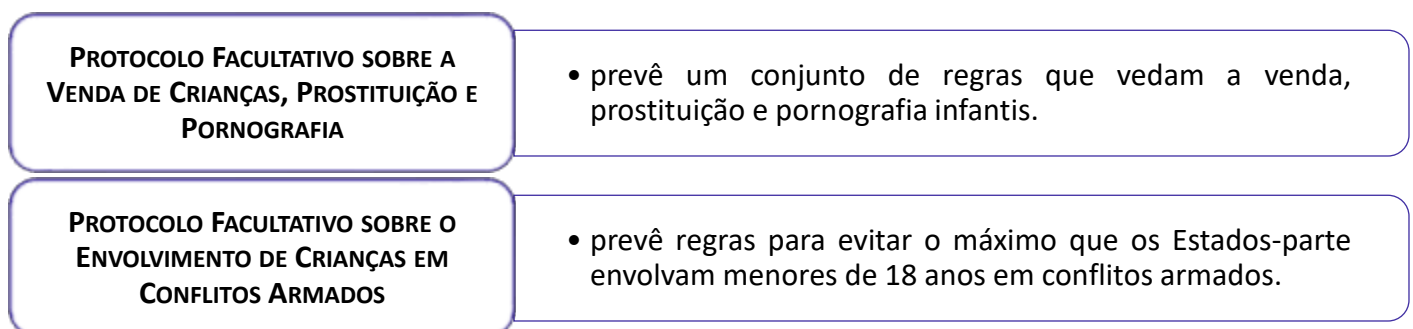 PROTOCOLO FACULTATIVO SOBRE A
VENDA DE CRIANÇAS, PROSTITUIÇÃO E
PORNOGRAFIA
• prevê um conjunto de regras que vedam a venda,
prostituição e pornografia infantis.
PROTOCOLO FACULTATIVO SOBRE O
ENVOLVIMENTO DE CRIANÇAS EM
CONFLITOS ARMADOS
• prevê regras para evitar o máximo que os Estados-parte
envolvam menores de 18 anos em conflitos armados.